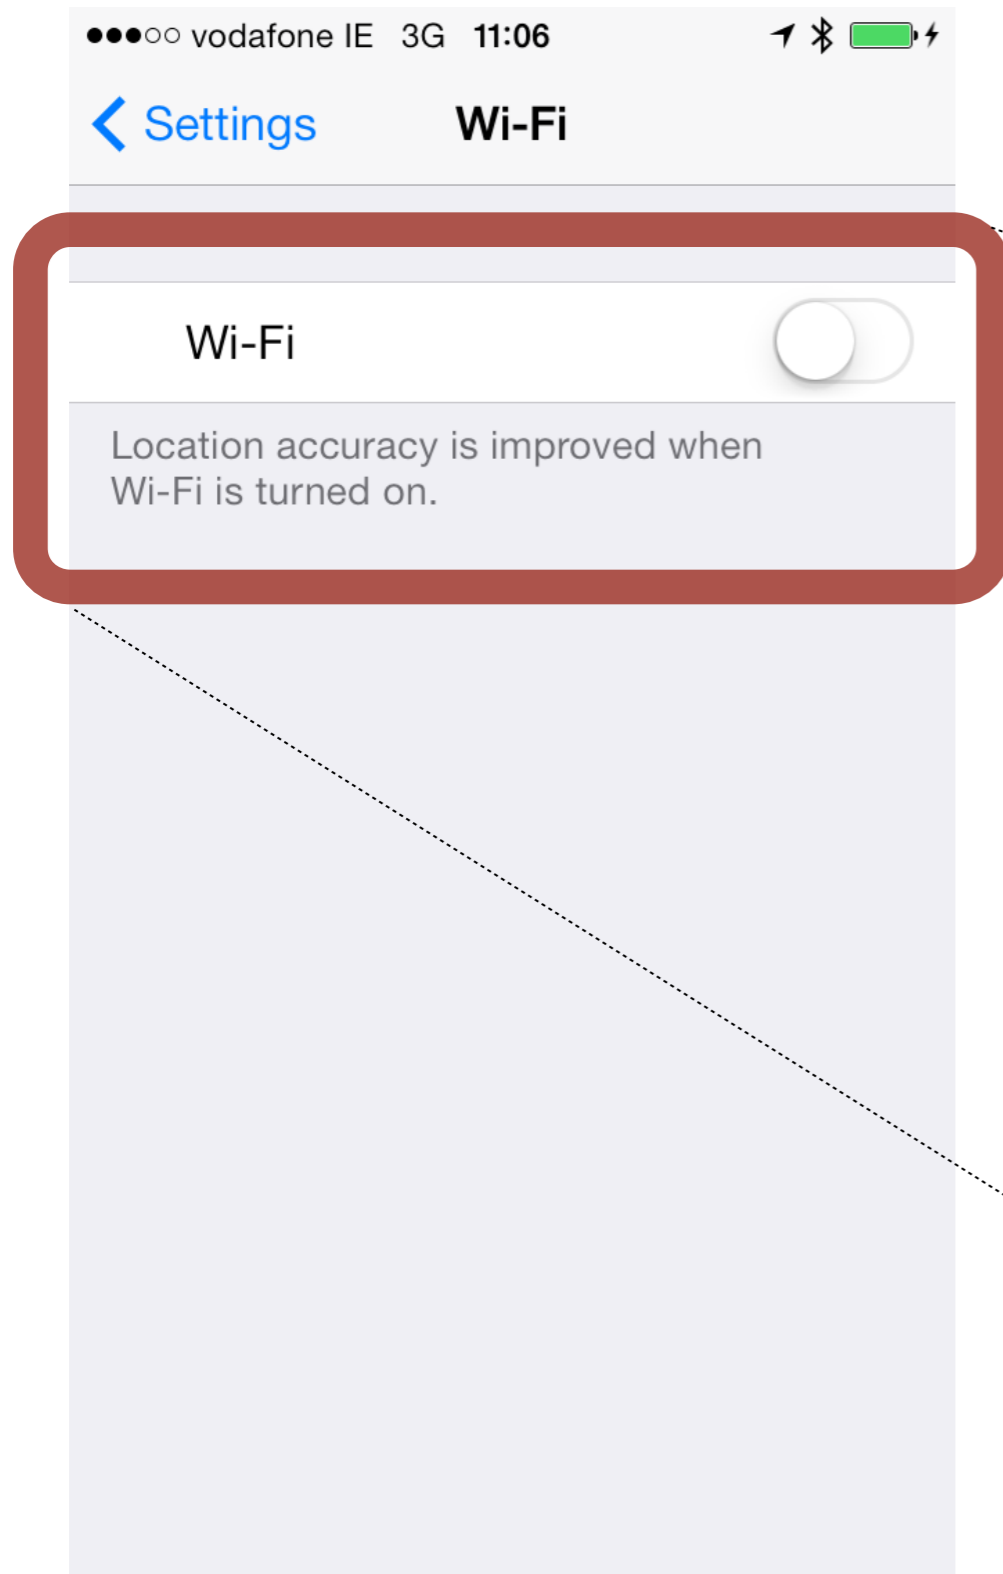 vodafone IE 3G 11:06
Settings Wi-Fi
Wi-Fi
Location accuracy is improved when
Wi-Fi is turned on.